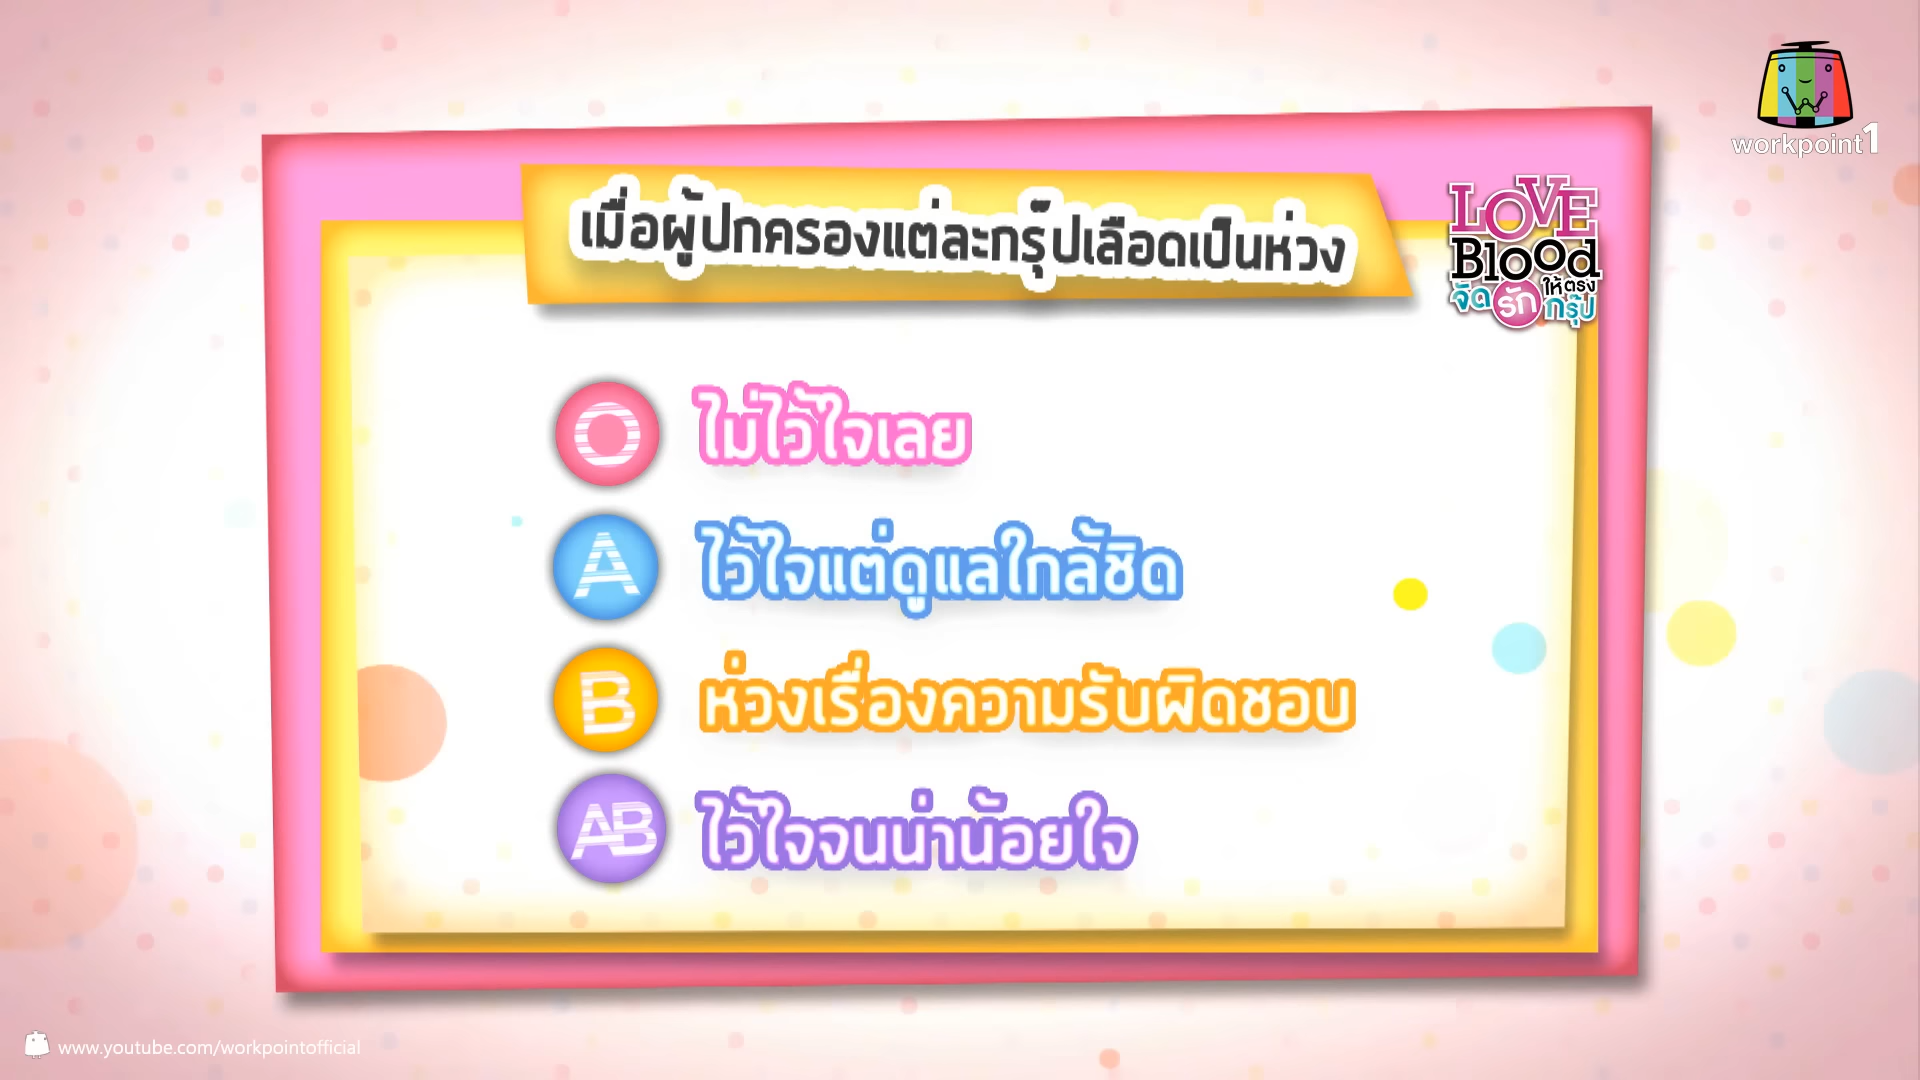 workpoint1
เมื่อผู้ปกครองแต่ละกรุ๊ปเลือดเป็นห่วง
LOVE
Blood
จัดรักให้ตรงกรุ๊ป
O ไม่ไว้ใจเลย
A ไว้ใจแต่ดูแลใกล้ชิด
B ห่วงเรื่องความรับผิดชอบ
AB ไว้ใจจนน่าน้อยใจ
www.youtube.com/workpointofficial